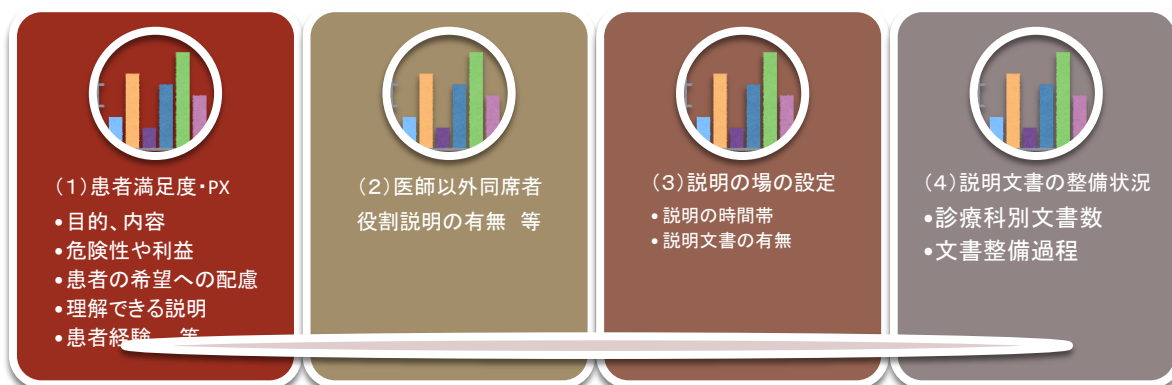 （１）患者満足度・PX
•目的、内容
•危険性や利益
•患者の希望への配慮
•理解できる説明
•患者経験 等
（２）医師以外同席者
役割説明の有無 等
（３）説明の場の設定
•説明の時間帯
•説明文書の有無
（４）説明文書の整備状況
•診療科別文書数
•文書整備過程